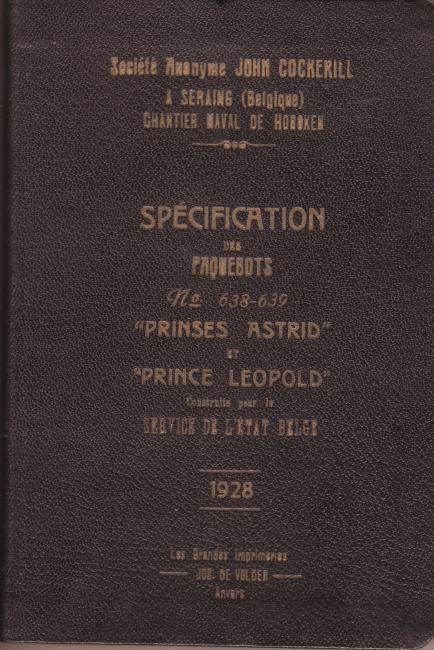 Société Anonyme JOHN COCKERILL
A SERAING (Belgique)
CHANTIER NAVAL DE HOBOKEN
SPÉCIFICATION
DES
PAQUEBOTS
No 638-639
"PRINSES ASTRID"
ET
"PRINCE LEOPOLD"
Construits pour le
SERVICE DE L'ETAT BELGE
1928
Les Grandes Imprimeries
JOS. DE VOLDER
Anvers